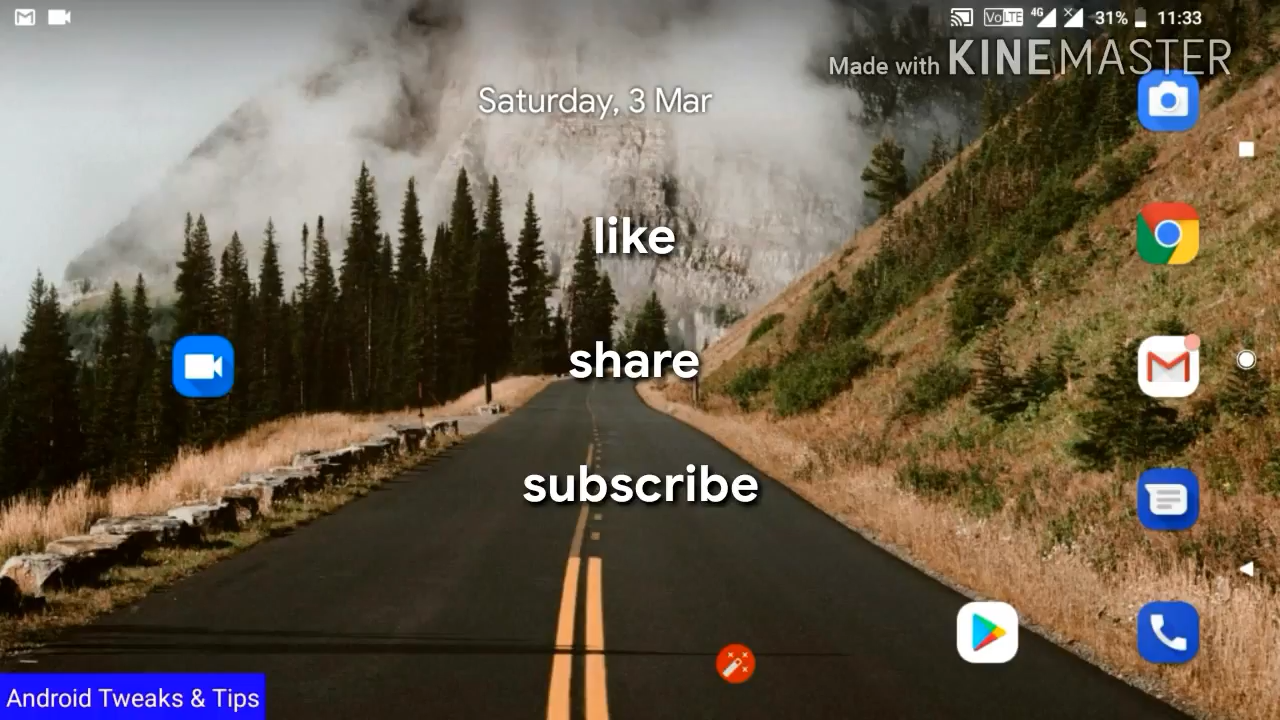 VoLTE 4G 31% 11:33
Made with KINEMASTER
Saturday, 3 Mar
like
share
subscribe
Android Tweaks & Tips